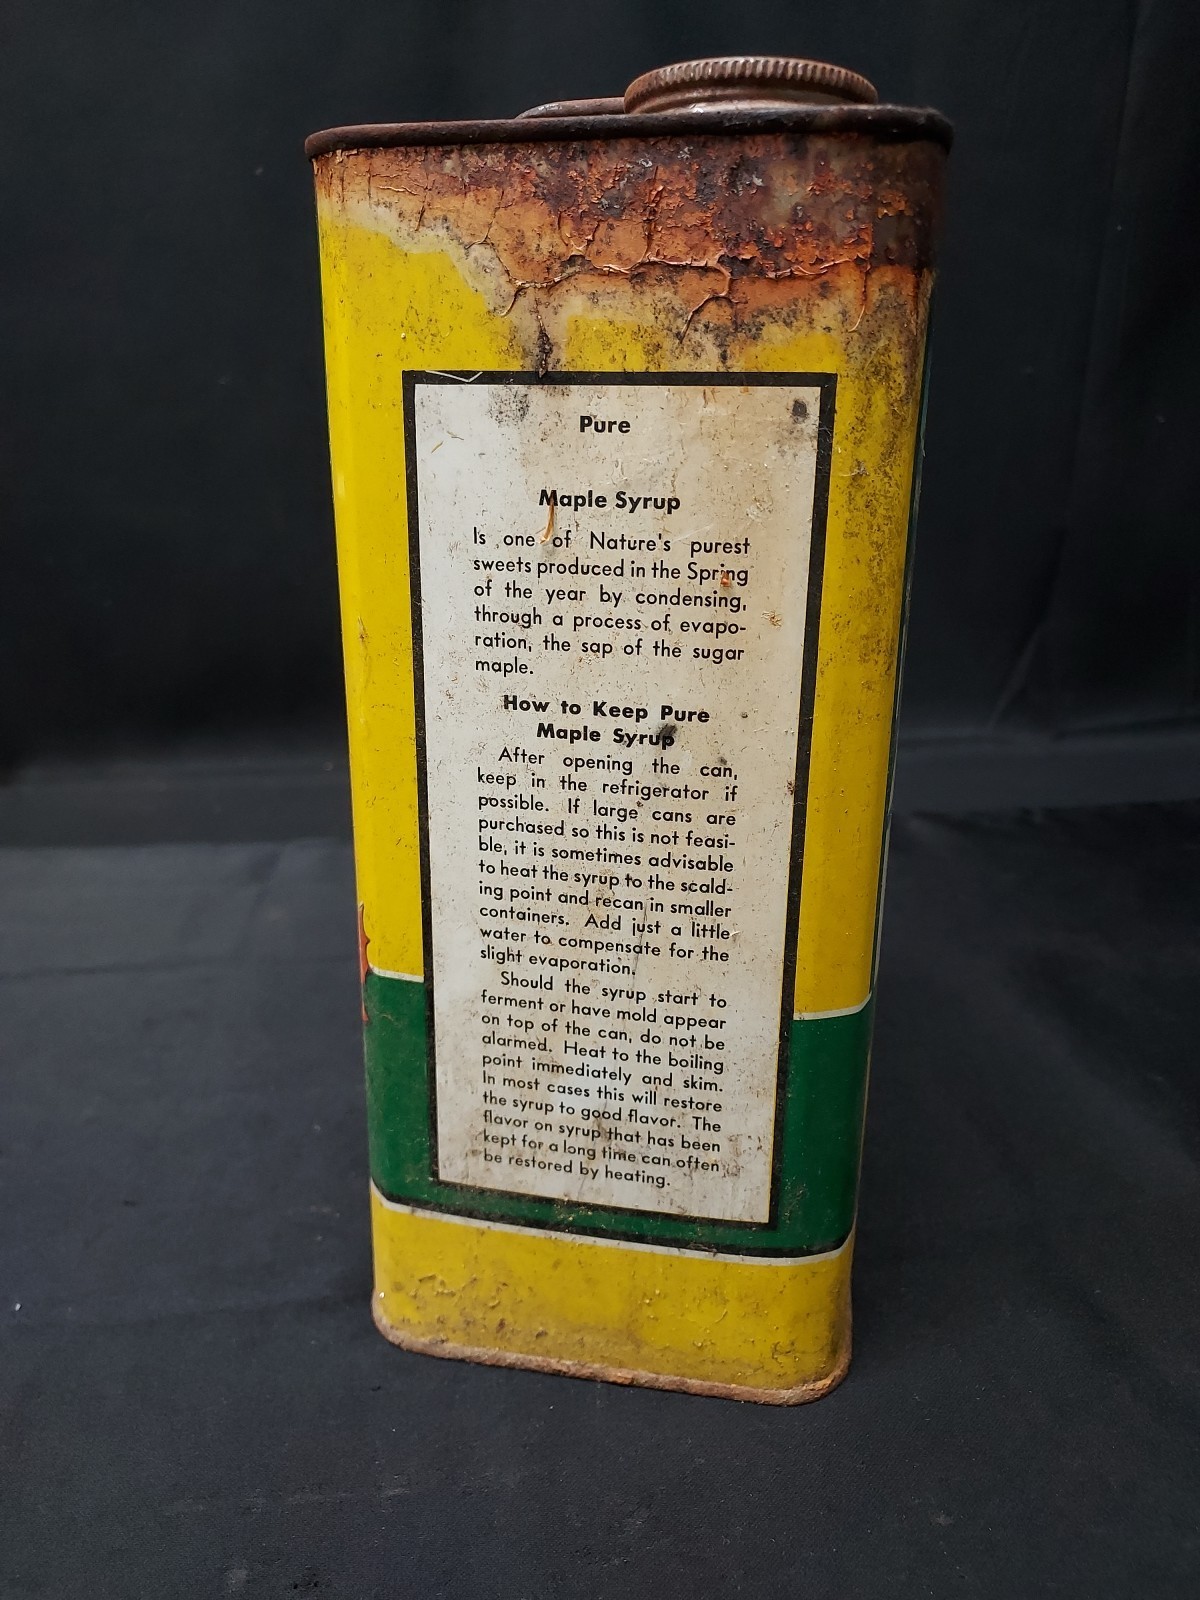 Pure
Maple Syrup
Is one of Nature's purest
sweets produced in the Spring
of the year by condensing,
through a process of evapo-
ration, the sap of the sugar
maple.
How to Keep Pure
Maple Syrup
After opening the can,
keep in the refrigerator if
possible. If large cans are
purchased so this is not feasi-
ble, it is sometimes advisable
to heat the syrup to the scald-
ing point and recan in smaller
containers. Add just a little
water to compensate for the
slight evaporation.
Should the syrup start to
ferment or have mold appear
on top of the can, do not be
alarmed. Heat to the boiling
point immediately and skim.
In most cases this will restore
the syrup to good flavor. The
flavor on syrup that has been
kept for a long time can often
be restored by heating.